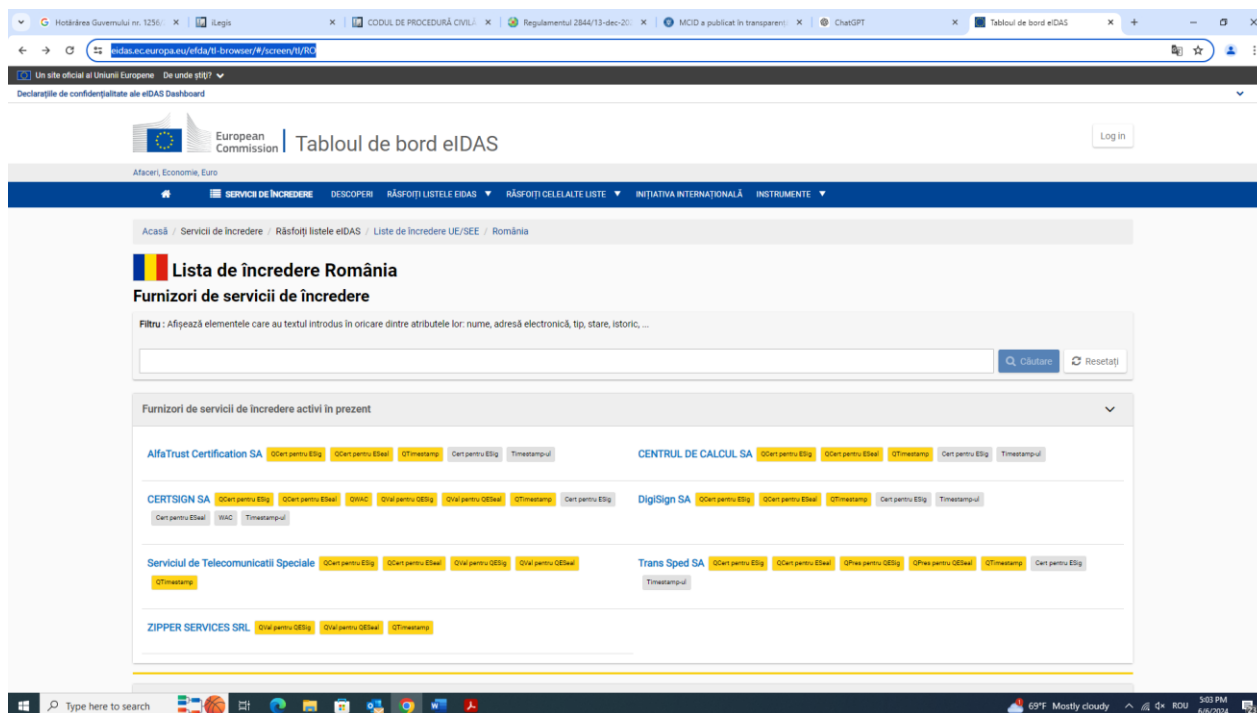 Hotărârea Guvernului nr. 1256/
iLegis
CODUL DE PROCEDURĂ CIVILĂ
Regulamentul 2844/13-dec-20
MCID a publicat în transparen
ChatGPT
Tabloul de bord eIDAS
eidas.ec.europa.eu/efda/tl-browser/#/screen/tl/RO
Un site oficial al Uniunii Europene De unde știți?
Declarațiile de confidențialitate ale eIDAS Dashboard
European
Commission
Tabloul de bord eIDAS
Log in
Afaceri, Economie, Euro
SERVICII DE ÎNCREDERE DESCOPERI RĂSFOIȚI LISTELE EIDAS ▼ RĂSFOIȚI CELELALTE LISTE ▼ INIȚIATIVA INTERNAȚIONALĂ INSTRUMENTE ▼
Acasă / Servicii de încredere / Răsfoiți listele eIDAS / Liste de încredere UE/SEE / România
Lista de încredere România
Furnizori de servicii de încredere
Filtru : Afișează elementele care au textul introdus în oricare dintre atributele lor: nume, adresă electronică, tip, stare, istoric, ...
Căutare Resetați
Furnizori de servicii de încredere activi în prezent
AlfaTrust Certification SA QCert pentru ESig QCert pentru ESeal QTimestamp Cert pentru ESig Timestamp-ul
CENTRUL DE CALCUL SA QCert pentru ESig QCert pentru ESeal QTimestamp Cert pentru ESig Timestamp-ul
CERTSIGN SA QCert pentru ESig QCert pentru ESeal QWAC QVal pentru QESig QVal pentru QESeal QTimestamp Cert pentru ESig
Cert pentru ESeal WAC Timestamp-ul
DigiSign SA QCert pentru ESig QCert pentru ESeal QTimestamp Cert pentru ESig Timestamp-ul
Serviciul de Telecomunicatii Speciale QCert pentru ESig QCert pentru ESeal QVal pentru QESig QVal pentru QESeal
QTimestamp
Trans Sped SA QCert pentru ESig QCert pentru ESeal QPres pentru QESig QPres pentru QESeal QTimestamp Cert pentru ESig
Timestamp-ul
ZIPPER SERVICES SRL QVal pentru QESig QVal pentru QESeal QTimestamp
Type here to search
69°F Mostly cloudy
ROU
5:03 PM
6/6/2024